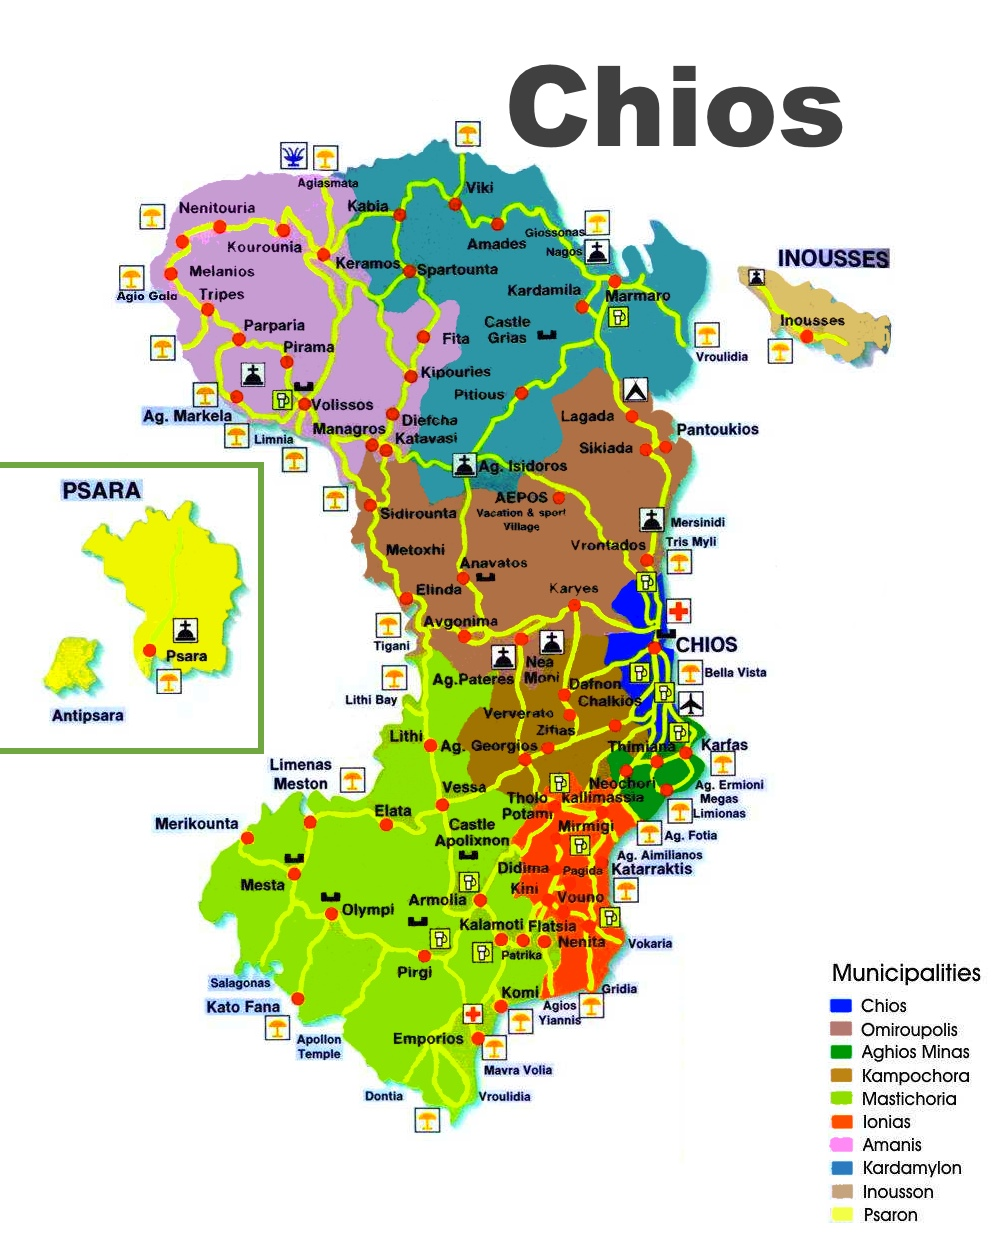 Chios
Aglasmata
Viki
Kabia
Nenitouria
Giossonas
Amades
Kourounia
Nagos
INOUSSES
Keramos
Spartounta
Melanios
Kardamila
Agio Gala
Tripes
Marmaro
Inousses
Parparia
Castle
Grias
Fita
Pirama
Vroulidia
Kipouries
Pitious
Volissos
Ag. Markela
Lagada
Diefcha
Managros
Pantoukios
Limnia
Katavasi
Sikiada
Ag. Isidoros
PSARA
AEPOS
Vacation & sport
Village
Sidirounta
Mersinidi
Tris Myli
Metoxhi
Vrontados
Anavatos
Elinda
Karyes
Avgonima
Tigani
CHIOS
Psara
Nea
Moni
Ag.Pateres
Bella Vista
Dafnon
Lithi Bay
Chalkios
Antipsara
Ververato
Zifias
Lithi
Ag. Georgios
Thimiana
Karfas
Limenas
Meston
Neochori
Ag. Ermioni
Vessa
Tholo
Potami
Kallimassia
Megas
Limionas
Elata
Merikounta
Castle
Apolixnon
Mirmigi
Ag. Fotia
Ag. Aimilianos
Didima
Pagida
Katarraktis
Mesta
Kini
Armolia
Vouno
Olympi
Kalamoti
Flatsia
Nenita
Vokaria
Patrika
Pirgi
Salagonas
Komi
Gridia
Kato Fana
Agios
Yiannis
Apollon
Temple
Emporios
Mavra Volia
Dontia
Vroulidia
Municipalities
Chios
Omiroupolis
Aghios Minas
Kampochora
Mastichoria
Ionias
Amanis
Kardamylon
Inousson
Psaron